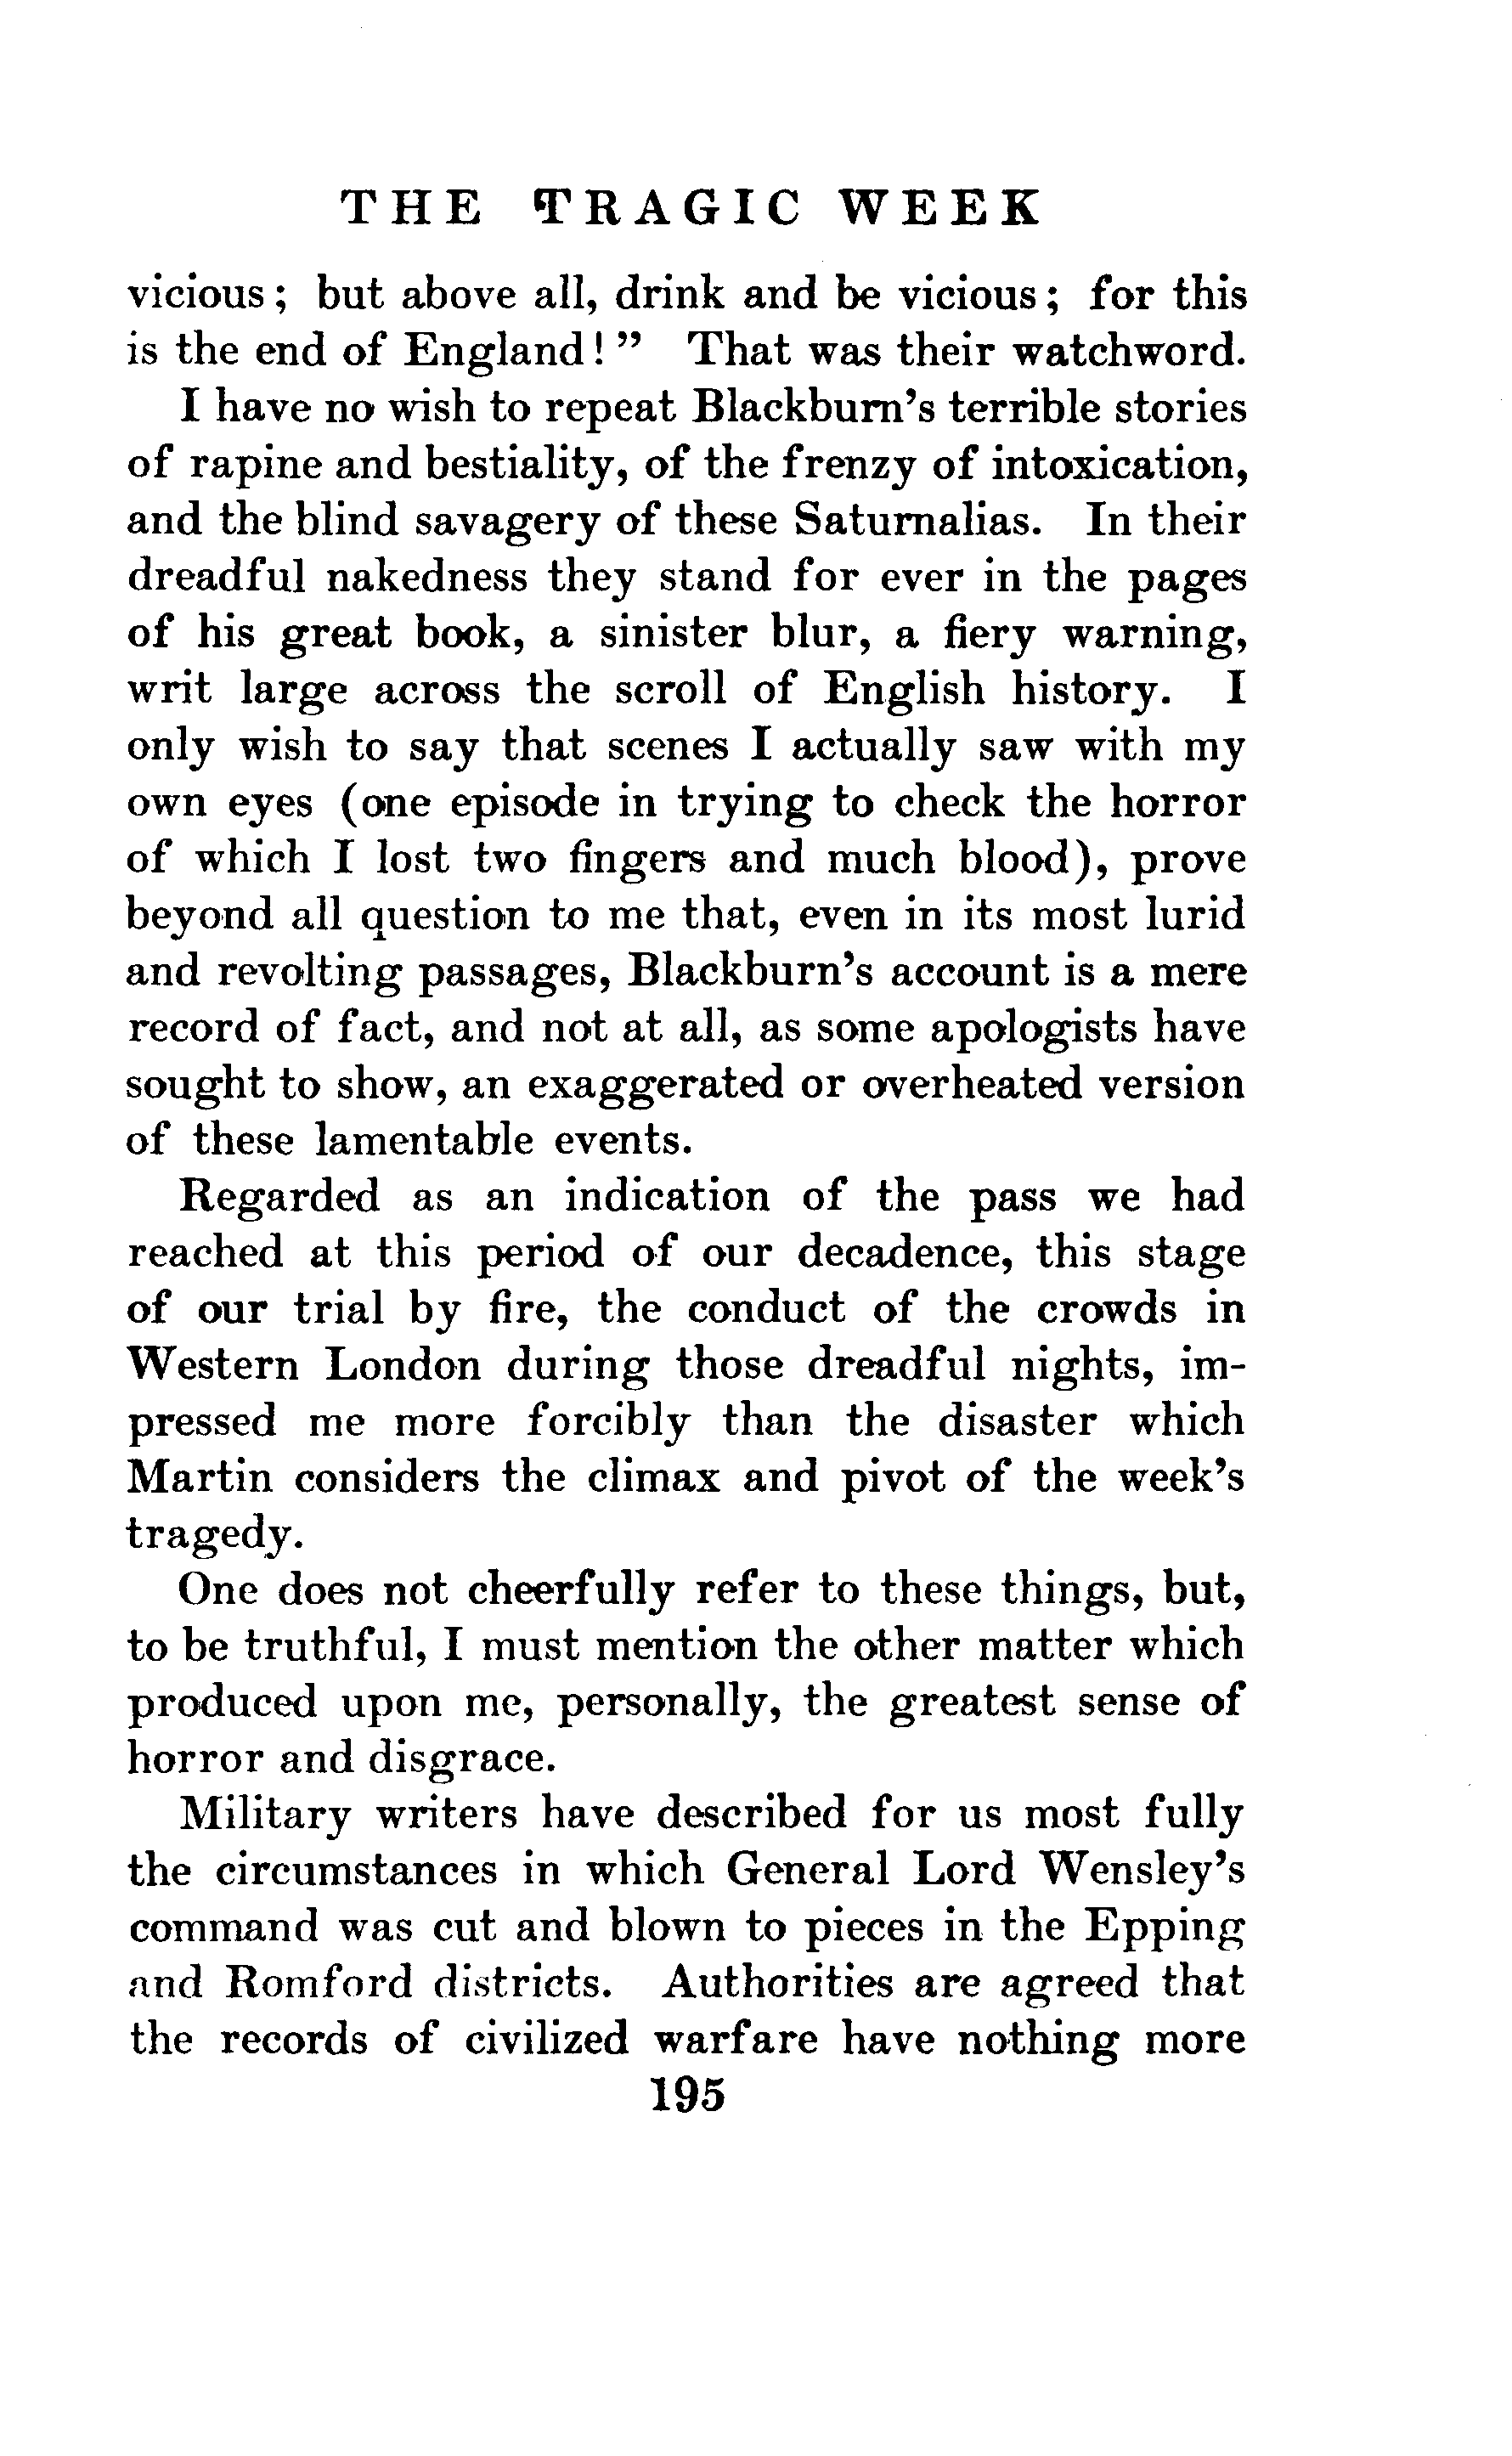 THE TRAGIC WEEK
vicious; but above all, drink and be vicious; for this
is the end of England!" That was their watchword.
I have no wish to repeat Blackburn's terrible stories
of rapine and bestiality, of the frenzy of intoxication,
and the blind savagery of these Saturnalias. In their
dreadful nakedness they stand for ever in the pages
of his great book, a sinister blur, a fiery warning,
writ large across the scroll of English history. I
only wish to say that scenes I actually saw with my
own eyes (one episode in trying to check the horror
of which I lost two fingers and much blood), prove
beyond all question to me that, even in its most lurid
and revolting passages, Blackburn's account is a mere
record of fact, and not at all, as some apologists have
sought to show, an exaggerated or overheated version
of these lamentable events.
Regarded as an indication of the pass we had
reached at this period of our decadence, this stage
of our trial by fire, the conduct of the crowds in
Western London during those dreadful nights, im-
pressed me more forcibly than the disaster which
Martin considers the climax and pivot of the week's
tragedy.
One does not cheerfully refer to these things, but,
to be truthful, I must mention the other matter which
produced upon me, personally, the greatest sense of
horror and disgrace.
Military writers have described for us most fully
the circumstances in which General Lord Wensley's
command was cut and blown to pieces in the Epping
and Romford districts. Authorities are agreed that
the records of civilized warfare have nothing more
195